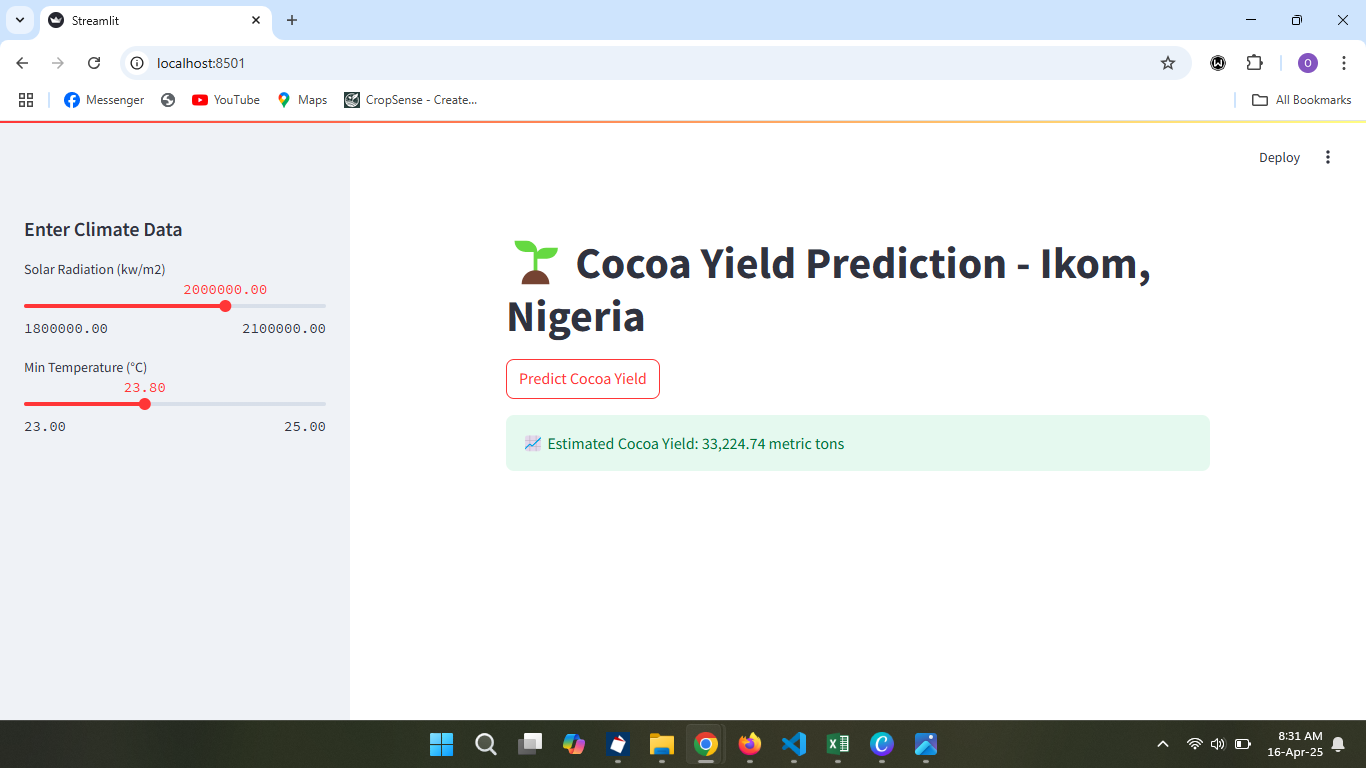 Streamlit
localhost:8501
O
Messenger
YouTube
Maps
CropSense - Create...
All Bookmarks
Deploy
Enter Climate Data
Solar Radiation (kw/m2)
2000000.00
1800000.00 2100000.00
Min Temperature (°C)
23.80
23.00 25.00
Cocoa Yield Prediction - Ikom,
Nigeria
Predict Cocoa Yield
Estimated Cocoa Yield: 33,224.74 metric tons
8:31 AM
16-Apr-25